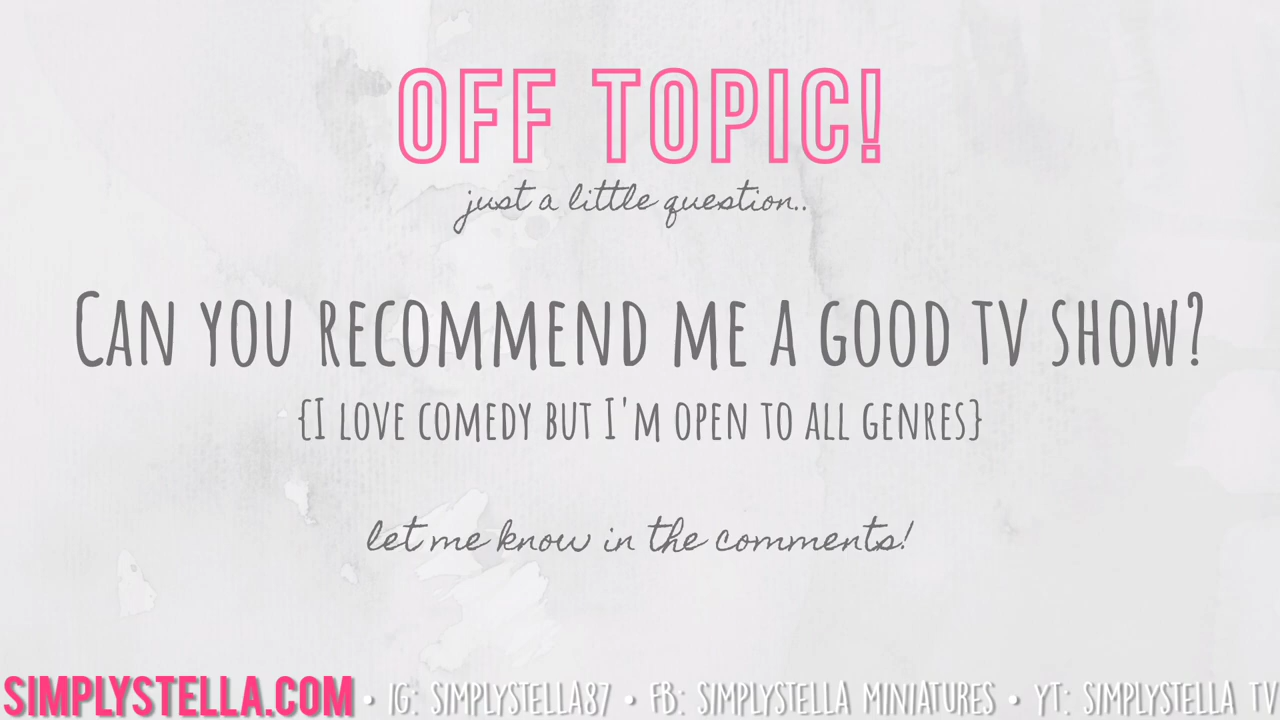 OFF TOPIC!
just a little question..
Can you recommend me a good tv show?
{I love comedy but I'm open to all genres}
let me know in the comments!
SIMPLYSTELLA.COM • IG: SIMPLYSTELLA87 • FB: SIMPLYSTELLA MINIATURES • YT: SIMPLYSTELLA TV